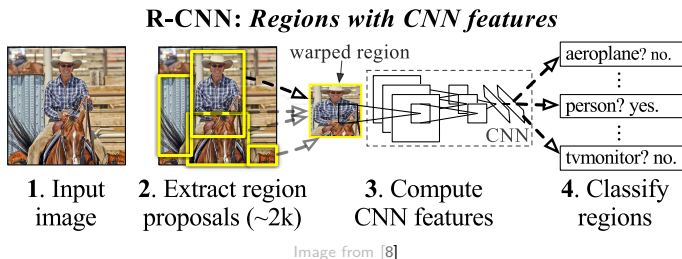 R-CNN: Regions with CNN features
warped region
aeroplane? no.
person? yes.
CNN
tvmonitor? no.
1. Input
image
2. Extract region
proposals (~2k)
3. Compute
CNN features
4. Classify
regions
Image from [8]